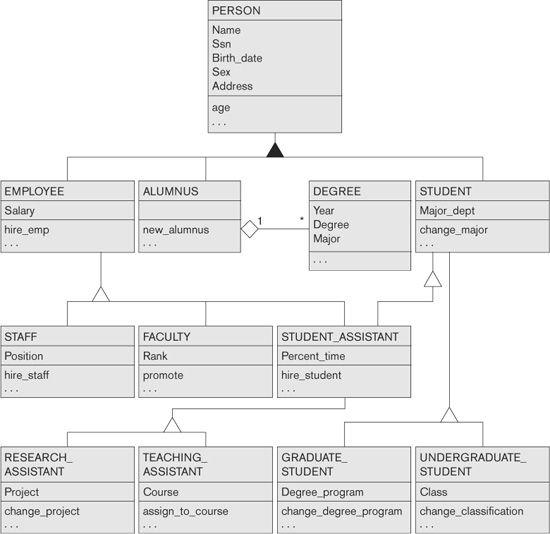 PERSON
Name
Ssn
Birth_date
Sex
Address
age
. . .
EMPLOYEE
Salary
hire_emp
. . .
ALUMNUS
new_alumnus
. . .
1
*
DEGREE
Year
Degree
Major
. . .
STUDENT
Major_dept
change_major
. . .
STAFF
Position
hire_staff
. . .
FACULTY
Rank
promote
. . .
STUDENT_ASSISTANT
Percent_time
hire_student
. . .
RESEARCH_
ASSISTANT
Project
change_project
. . .
TEACHING_
ASSISTANT
Course
assign_to_course
. . .
GRADUATE_
STUDENT
Degree_program
change_degree_program
. . .
UNDERGRADUATE_
STUDENT
Class
change_classification
. . .